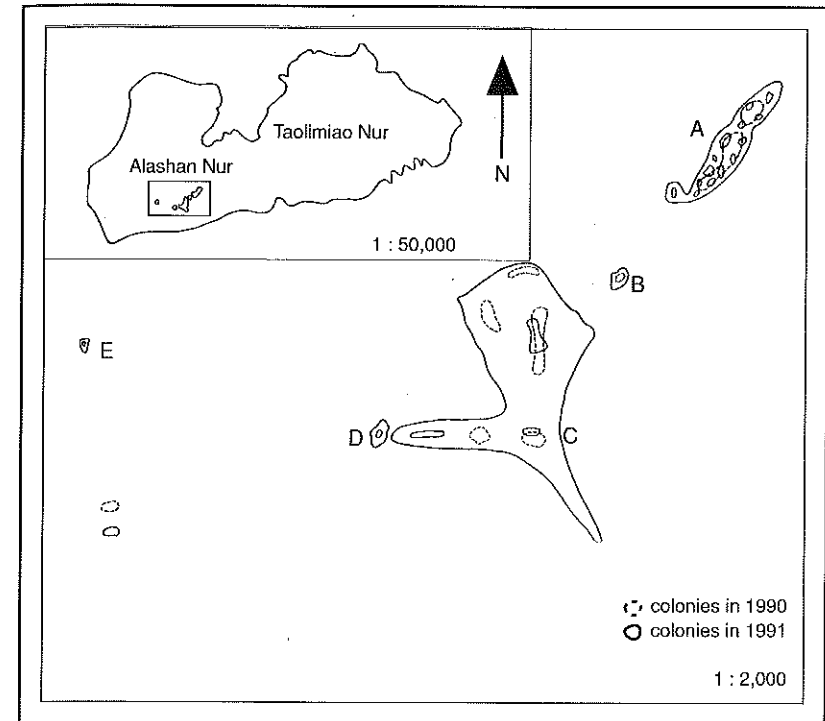 Taolimiao Nur
Alashan Nur
N
1 : 50,000
A
B
E
D
C
colonies in 1990
colonies in 1991
1 : 2,000